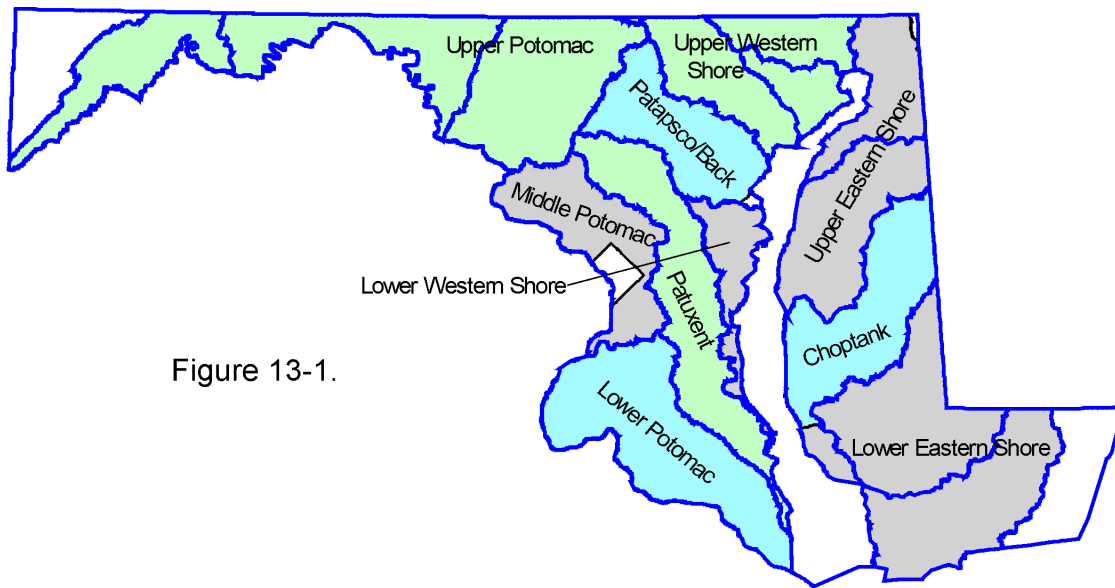 Upper Potomac
Upper Western
Shore
Patapsco/Back
Upper Eastern Shore
Middle Potomac
Lower Western Shore
Patuxent
Choptank
Figure 13-1.
Lower Potomac
Lower Eastern Shore